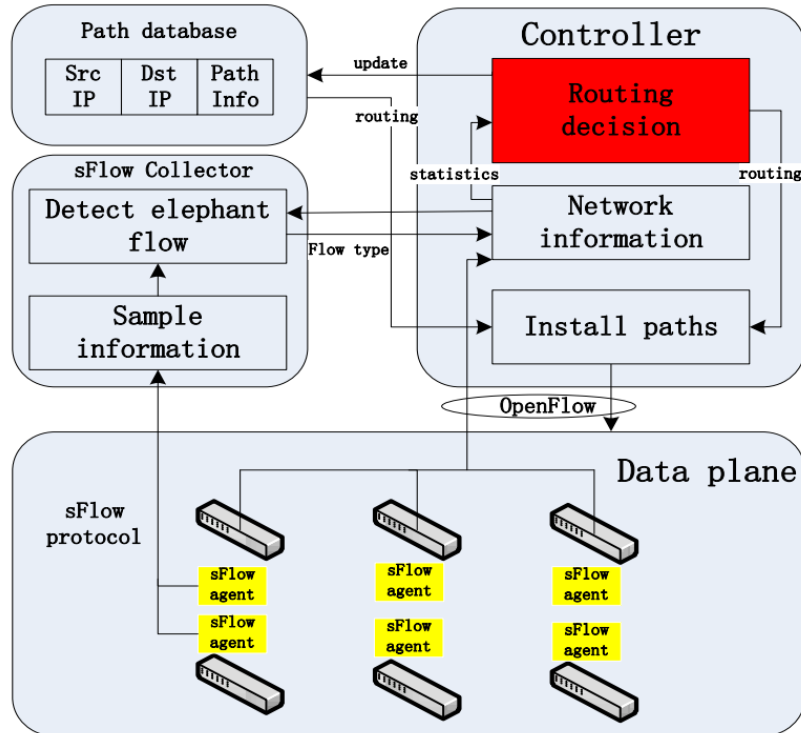 Path database
Src
IP
Dst
IP
Path
Info
Controller
update
routing
Routing
decision
statistics
routing
sFlow Collector
Detect elephant
flow
Flow type
Network
information
Sample
information
Install paths
OpenFlow
Data plane
sFlow
protocol
sFlow
agent
sFlow
agent
sFlow
agent
sFlow
agent
sFlow
agent
sFlow
agent